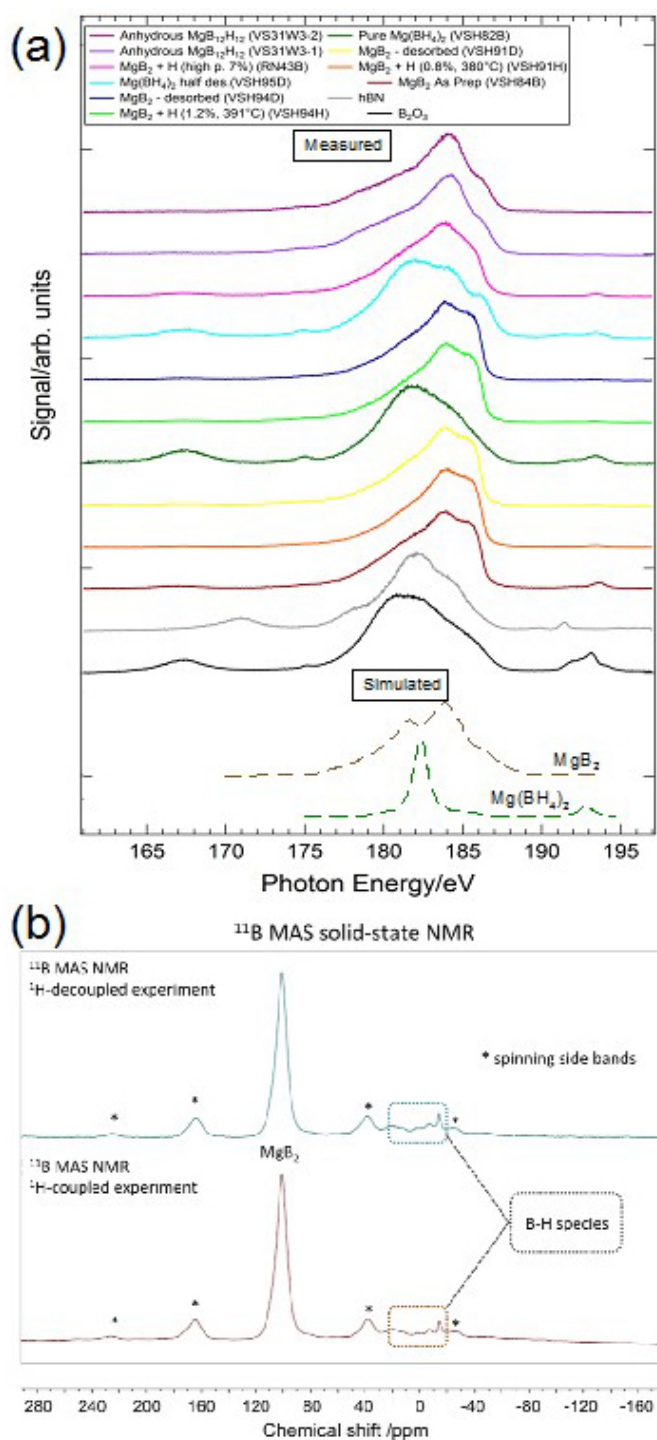 (a)
Anhydrous MgB₁₂H₁₂ (VS31W3-2)
Anhydrous MgB₁₂H₁₂ (VS31W3-1)
MgB₂ + H (high p. 7%) (RN43B)
Mg(BH₄)₂ half des.(VSH95D)
MgB₂ - desorbed (VSH94D)
MgB₂ + H (1.2%, 391°C) (VSH94H)
Pure Mg(BH₄)₂ (VSH82B)
MgB₂ - desorbed (VSH91D)
MgB₂ + H (0.8%, 380°C) (VSH91H)
MgB₂ As Prep (VSH84B)
hBN
B₂O₃
Measured
Signal/arb. units
Simulated
MgB₂
Mg(BH₄)₂
165 170 175 180 185 190 195
Photon Energy/eV
(b)
¹¹B MAS solid-state NMR
¹¹B MAS NMR
¹H-decoupled experiment
* spinning side bands
* * * *
MgB₂
¹¹B MAS NMR
¹H-coupled experiment
B-H species
* * * *
280 240 200 160 120 80 40 0 -40 -80 -120 -160
Chemical shift /ppm